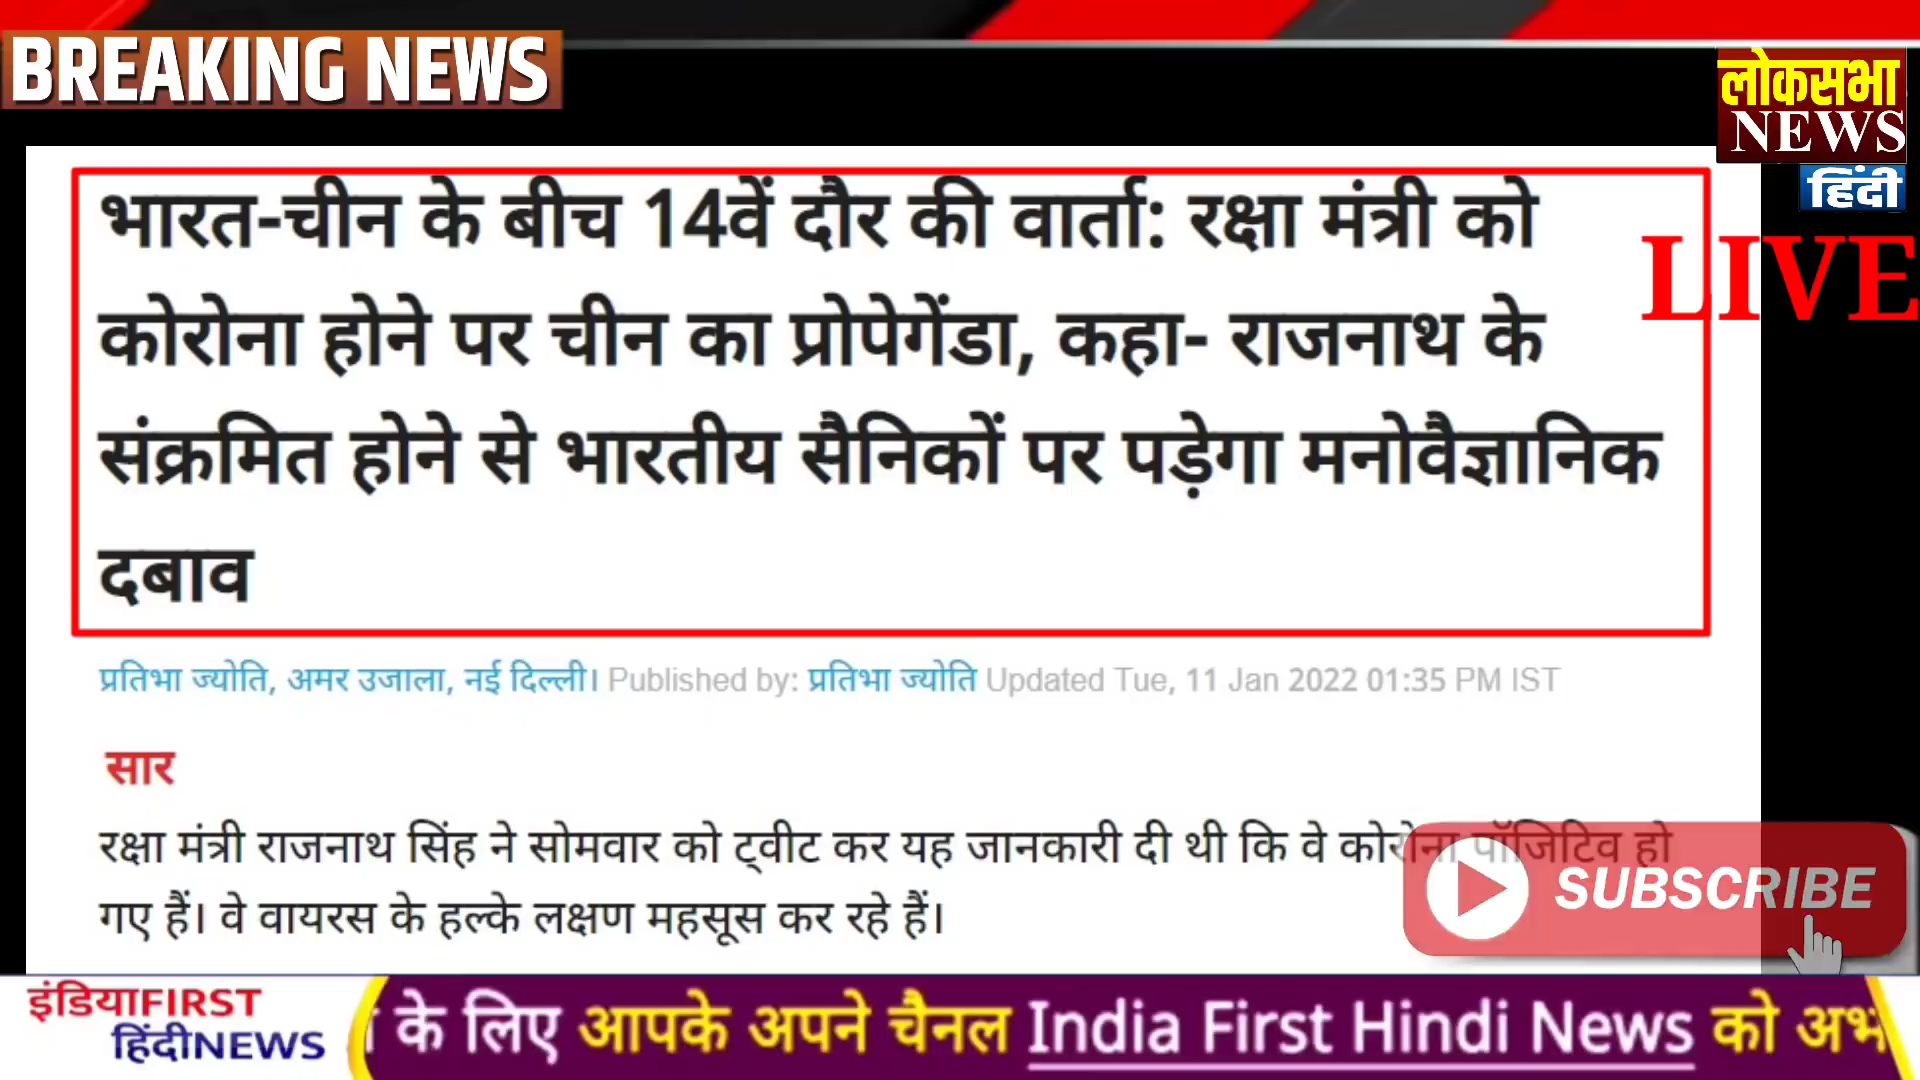 BREAKING NEWS
लोकसभा
NEWS
हिंदी
LIVE
भारत-चीन के बीच 14वें दौर की वार्ता: रक्षा मंत्री को
कोरोना होने पर चीन का प्रोपेगेंडा, कहा- राजनाथ के
संक्रमित होने से भारतीय सैनिकों पर पड़ेगा मनोवैज्ञानिक
दबाव
प्रतिभा ज्योति, अमर उजाला, नई दिल्ली। Published by: प्रतिभा ज्योति Updated Tue, 11 Jan 2022 01:35 PM IST
सार
रक्षा मंत्री राजनाथ सिंह ने सोमवार को ट्वीट कर यह जानकारी दी थी कि वे कोरोना पॉजिटिव हो
गए हैं। वे वायरस के हल्के लक्षण महसूस कर रहे हैं।
SUBSCRIBE
इंडियाFIRST
हिंदीNEWS
के लिए आपके अपने चैनल India First Hindi News को